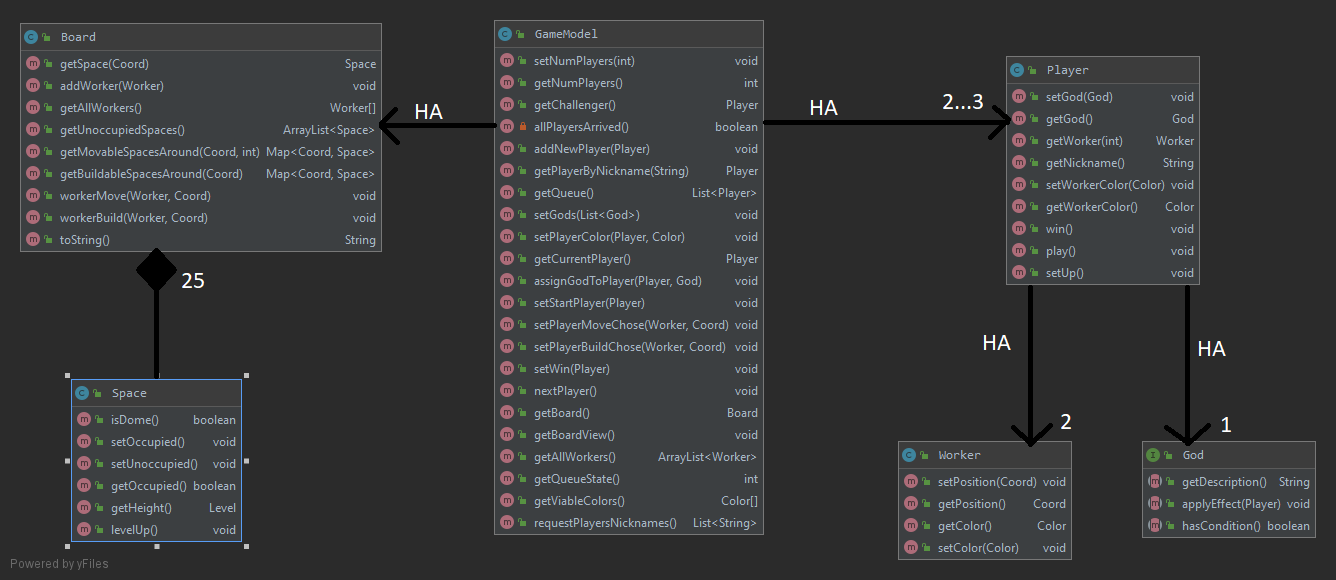 Board
getSpace(Coord) Space
addWorker(Worker) void
getAllWorkers() Worker[]
getUnoccupiedSpaces() ArrayList<Space>
getMovableSpacesAround(Coord, int) Map<Coord, Space>
getBuildableSpacesAround(Coord) Map<Coord, Space>
workerMove(Worker, Coord) void
workerBuild(Worker, Coord) void
toString() String
25
Space
isDome() boolean
setOccupied() void
setUnoccupied() void
getOccupied() boolean
getHeight() Level
levelUp() void
HA
GameModel
setNumPlayers(int) void
getNumPlayers() int
getChallenger() Player
allPlayersArrived() boolean
addNewPlayer(Player) void
getPlayerByNickname(String) Player
getQueue() List<Player>
setGods(List<God>) void
setPlayerColor(Player, Color) void
getCurrentPlayer() Player
assignGodToPlayer(Player, God) void
setStartPlayer(Player) void
setPlayerMoveChose(Worker, Coord) void
setPlayerBuildChose(Worker, Coord) void
setWin(Player) void
nextPlayer() void
getBoard() Board
getBoardView() void
getAllWorkers() ArrayList<Worker>
getQueueState() int
getViableColors() Color[]
requestPlayersNicknames() List<String>
HA
2...3
Player
setGod(God) void
getGod() God
getWorker(int) Worker
getNickname() String
setWorkerColor(Color) void
getWorkerColor() Color
win() void
play() void
setUp() void
HA
2
HA
1
Worker
setPosition(Coord) void
getPosition() Coord
getColor() Color
setColor(Color) void
God
getDescription() String
applyEffect(Player) void
hasCondition() boolean
Powered by yFiles